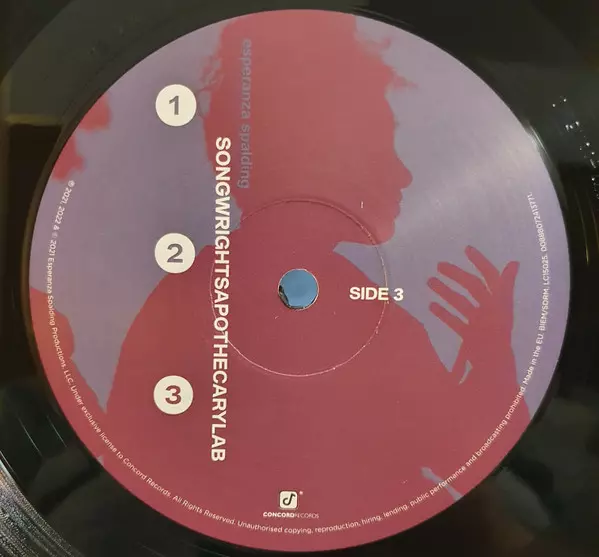 esperanza spalding
SONGWRIGHTSAPOTHECARYLAB
1
2
3
SIDE 3
CONCORDRECORDS
℗ 2021, 2022 & © 2021 Esperanza Spalding Productions, LLC. Under exclusive license to Concord Records. All Rights Reserved. Unauthorised copying, reproduction, hiring, lending, public performance and broadcasting prohibited. Made in the EU. BIEM/SDRM. LC15025.